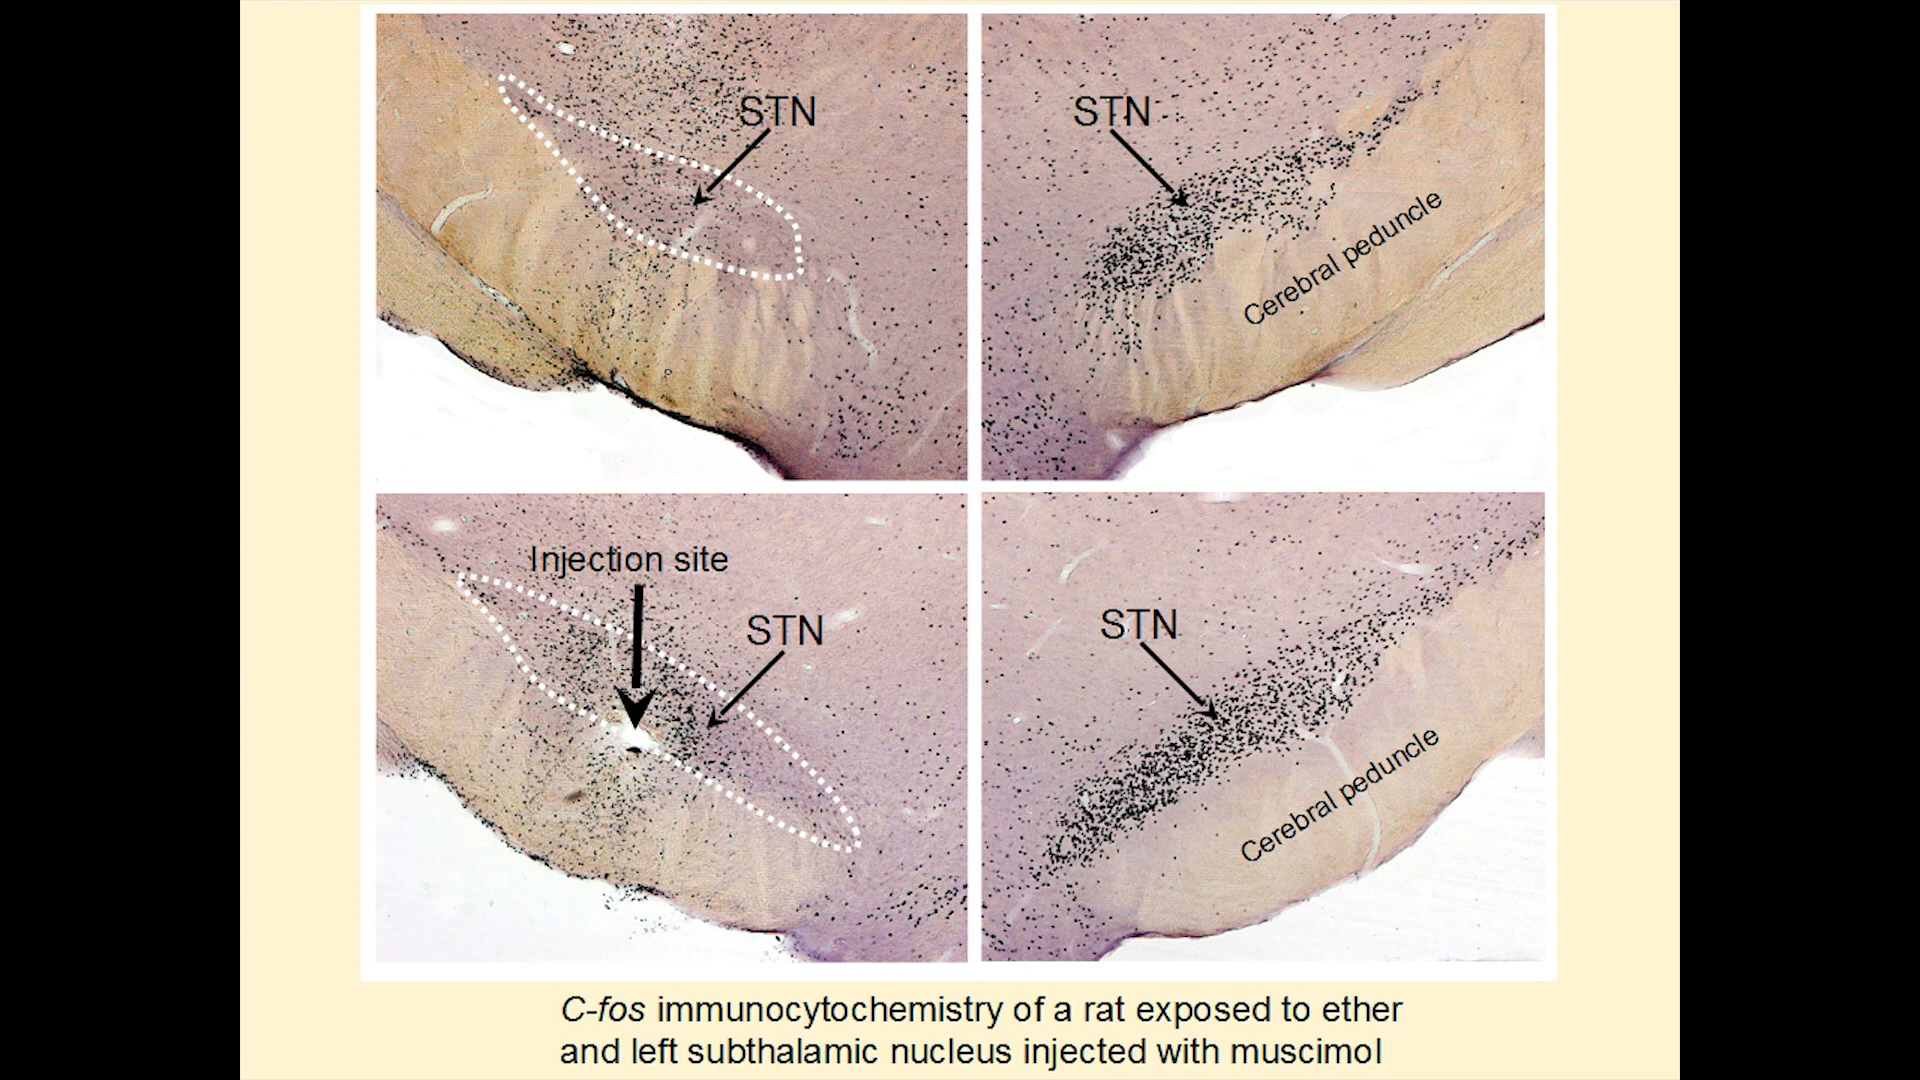 STN
STN
Cerebral peduncle
Injection site
STN
STN
Cerebral peduncle
C-fos immunocytochemistry of a rat exposed to ether
and left subthalamic nucleus injected with muscimol